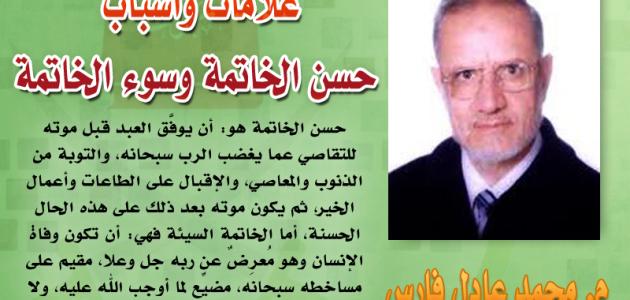 علامات وأسباب
حسن الخاتمة وسوء الخاتمة
حسن الخاتمة هو: أن يوفَّق العبد قبل موته
للتقاصي عما يغضب الرب سبحانه، والتوبة من
الذنوب والمعاصي، والإقبال على الطاعات وأعمال
الخير، ثم يكون موته بعد ذلك على هذه الحال
الحسنة، أما الخاتمة السيئة فهي: أن تكون وفاةُ
الإنسان وهو مُعرِضٌ عن ربه جل وعلا، مقيم على
مساخطه سبحانه، مضيعٍ لما أوجب الله عليه، ولا
م. محمد عادل فارس